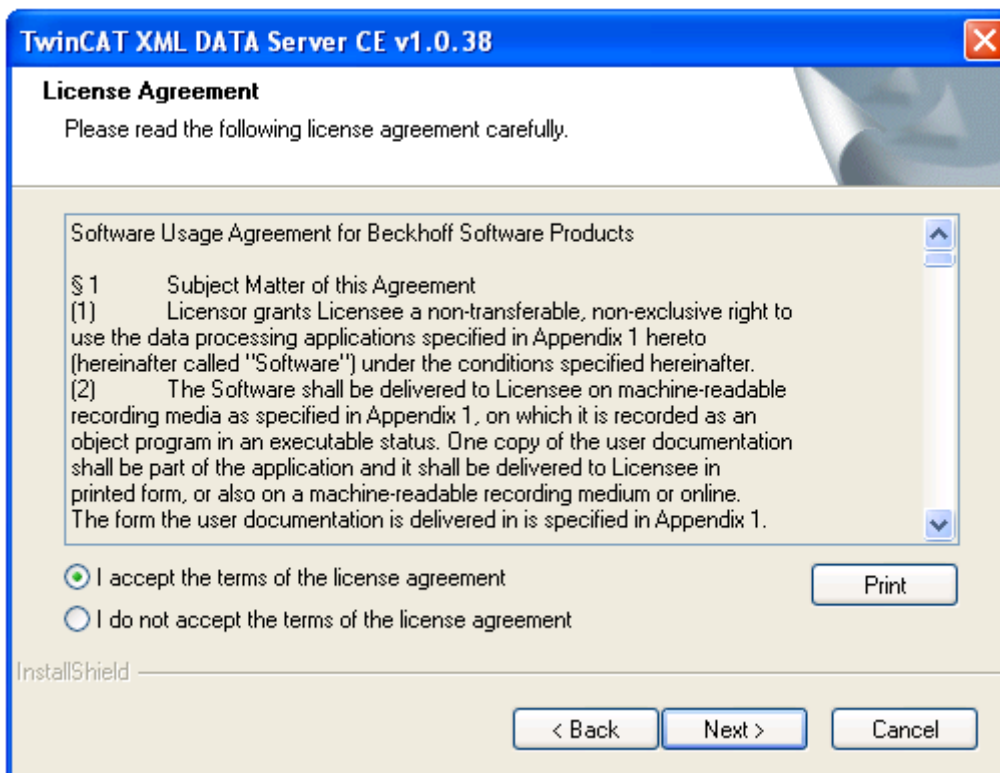 TwinCAT XML DATA Server CE v1.0.38
License Agreement
Please read the following license agreement carefully.
Software Usage Agreement for Beckhoff Software Products
§ 1 Subject Matter of this Agreement
(1) Licensor grants Licensee a non-transferable, non-exclusive right to
use the data processing applications specified in Appendix 1 hereto
(hereinafter called "Software") under the conditions specified hereinafter.
(2) The Software shall be delivered to Licensee on machine-readable
recording media as specified in Appendix 1, on which it is recorded as an
object program in an executable status. One copy of the user documentation
shall be part of the application and it shall be delivered to Licensee in
printed form, or also on a machine-readable recording medium or online.
The form the user documentation is delivered in is specified in Appendix 1.
I accept the terms of the license agreement
Print
I do not accept the terms of the license agreement
InstallShield
< Back Next > Cancel